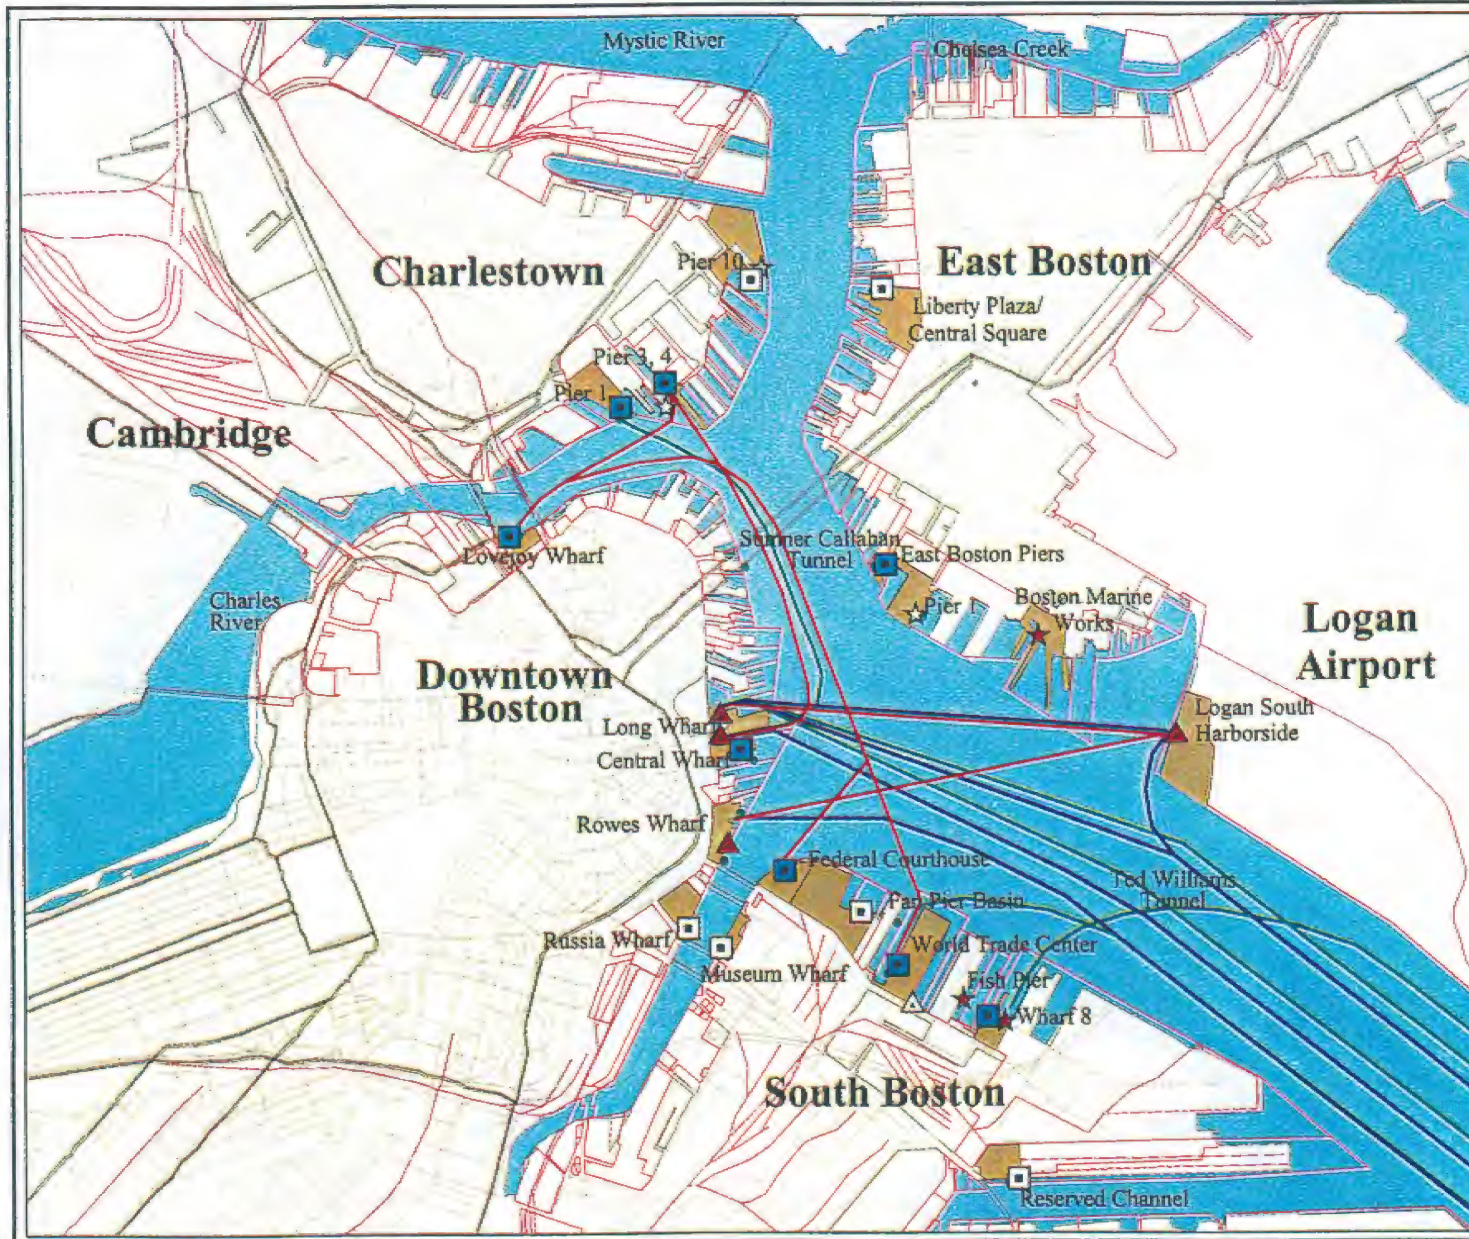 Mystic River
Chelsea Creek
Charlestown
Pier 10
East Boston
Liberty Plaza/
Central Square
Pier 3, 4
Pier 1
Cambridge
Lovejoy Wharf
Sumner Callahan
Tunnel
East Boston Piers
Charles
River
Pier 1
Boston Marine
Works
Logan
Airport
Downtown
Boston
Long Wharf
Central Wharf
Logan South
Harborside
Rowes Wharf
Federal Courthouse
Ted Williams
Tunnel
Fan Pier Basin
Russia Wharf
World Trade Center
Museum Wharf
Fish Pier
Wharf 8
South Boston
Reserved Channel